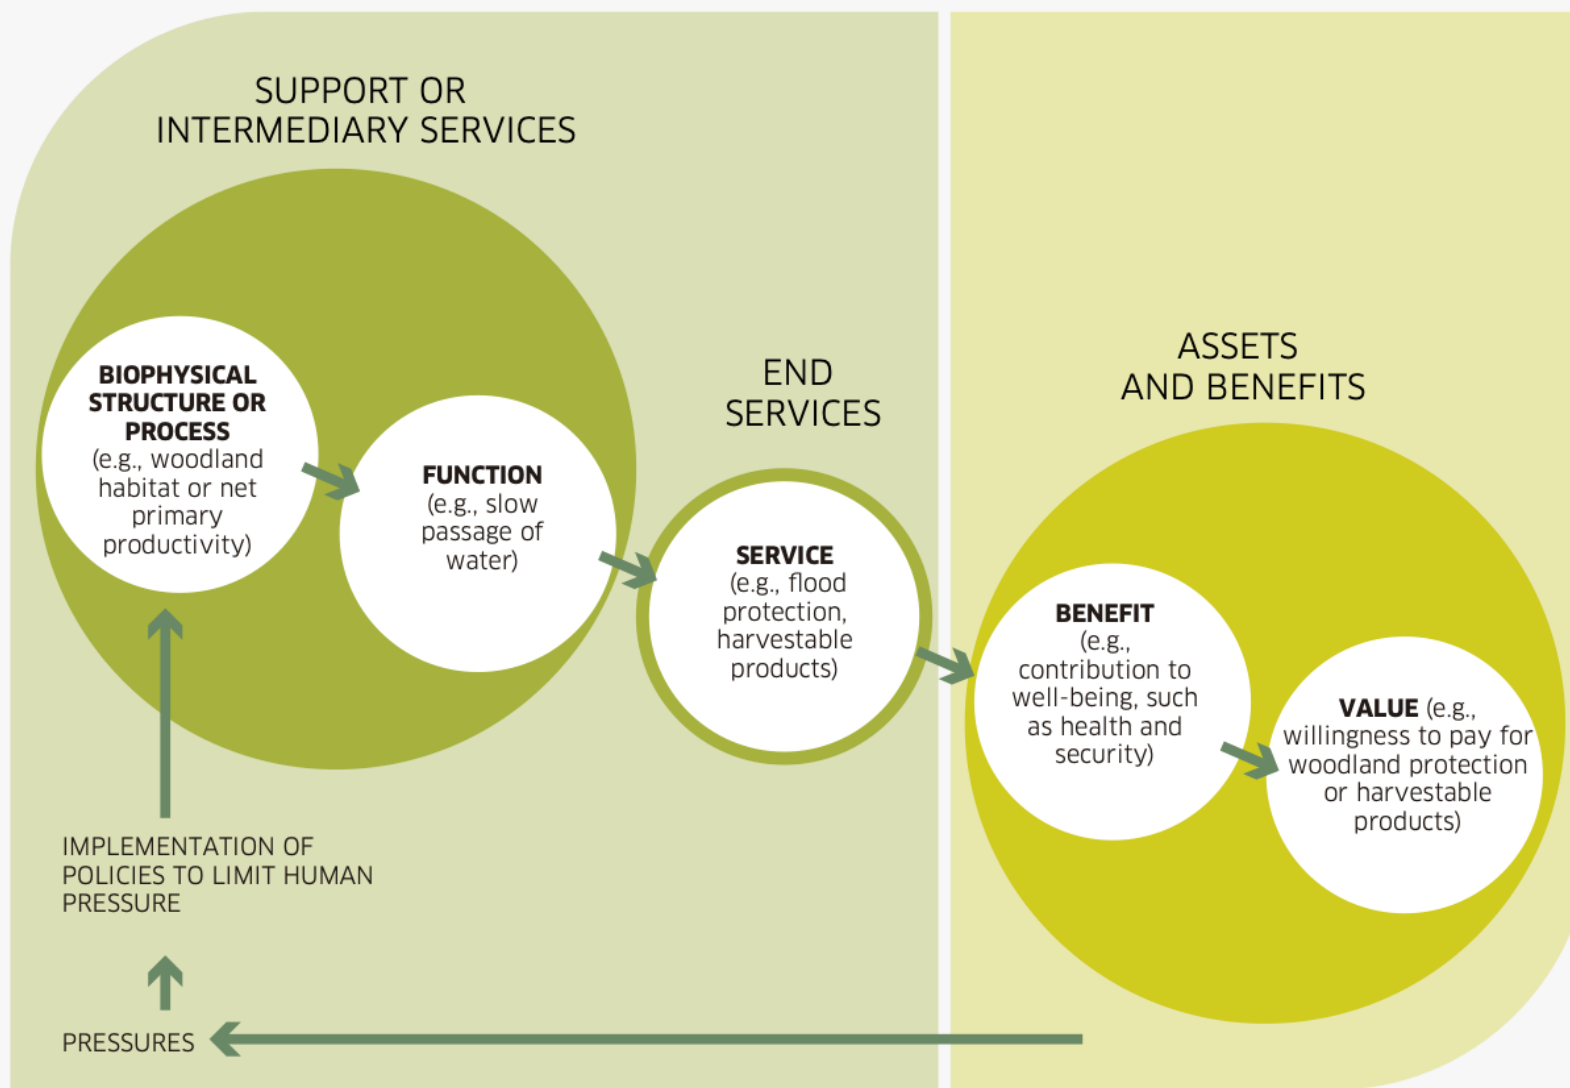 SUPPORT OR
INTERMEDIARY SERVICES
BIOPHYSICAL
STRUCTURE OR
PROCESS
(e.g., woodland
habitat or net
primary
productivity)
FUNCTION
(e.g., slow
passage of
water)
END
SERVICES
SERVICE
(e.g., flood
protection,
harvestable
products)
ASSETS
AND BENEFITS
BENEFIT
(e.g.,
contribution to
well-being, such
as health and
security)
VALUE (e.g.,
willingness to pay for
woodland protection
or harvestable
products)
IMPLEMENTATION OF
POLICIES TO LIMIT HUMAN
PRESSURE
PRESSURES